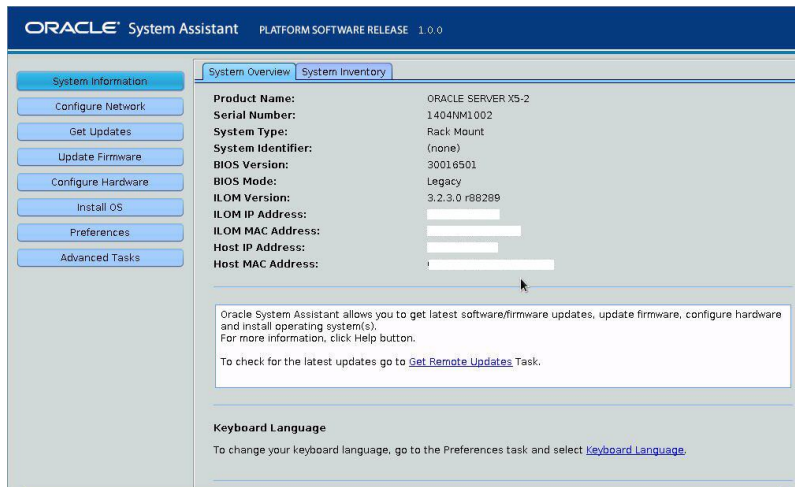 ORACLE® System Assistant PLATFORM SOFTWARE RELEASE 1.0.0
System Information
Configure Network
Get Updates
Update Firmware
Configure Hardware
Install OS
Preferences
Advanced Tasks
System Overview System Inventory
Product Name: ORACLE SERVER X5-2
Serial Number: 1404NM1002
System Type: Rack Mount
System Identifier: (none)
BIOS Version: 30016501
BIOS Mode: Legacy
ILOM Version: 3.2.3.0 r88289
ILOM IP Address:
ILOM MAC Address:
Host IP Address:
Host MAC Address:
Oracle System Assistant allows you to get latest software/firmware updates, update firmware, configure hardware
and install operating system(s).
For more information, click Help button.
To check for the latest updates go to Get Remote Updates Task.
Keyboard Language
To change your keyboard language, go to the Preferences task and select Keyboard Language.